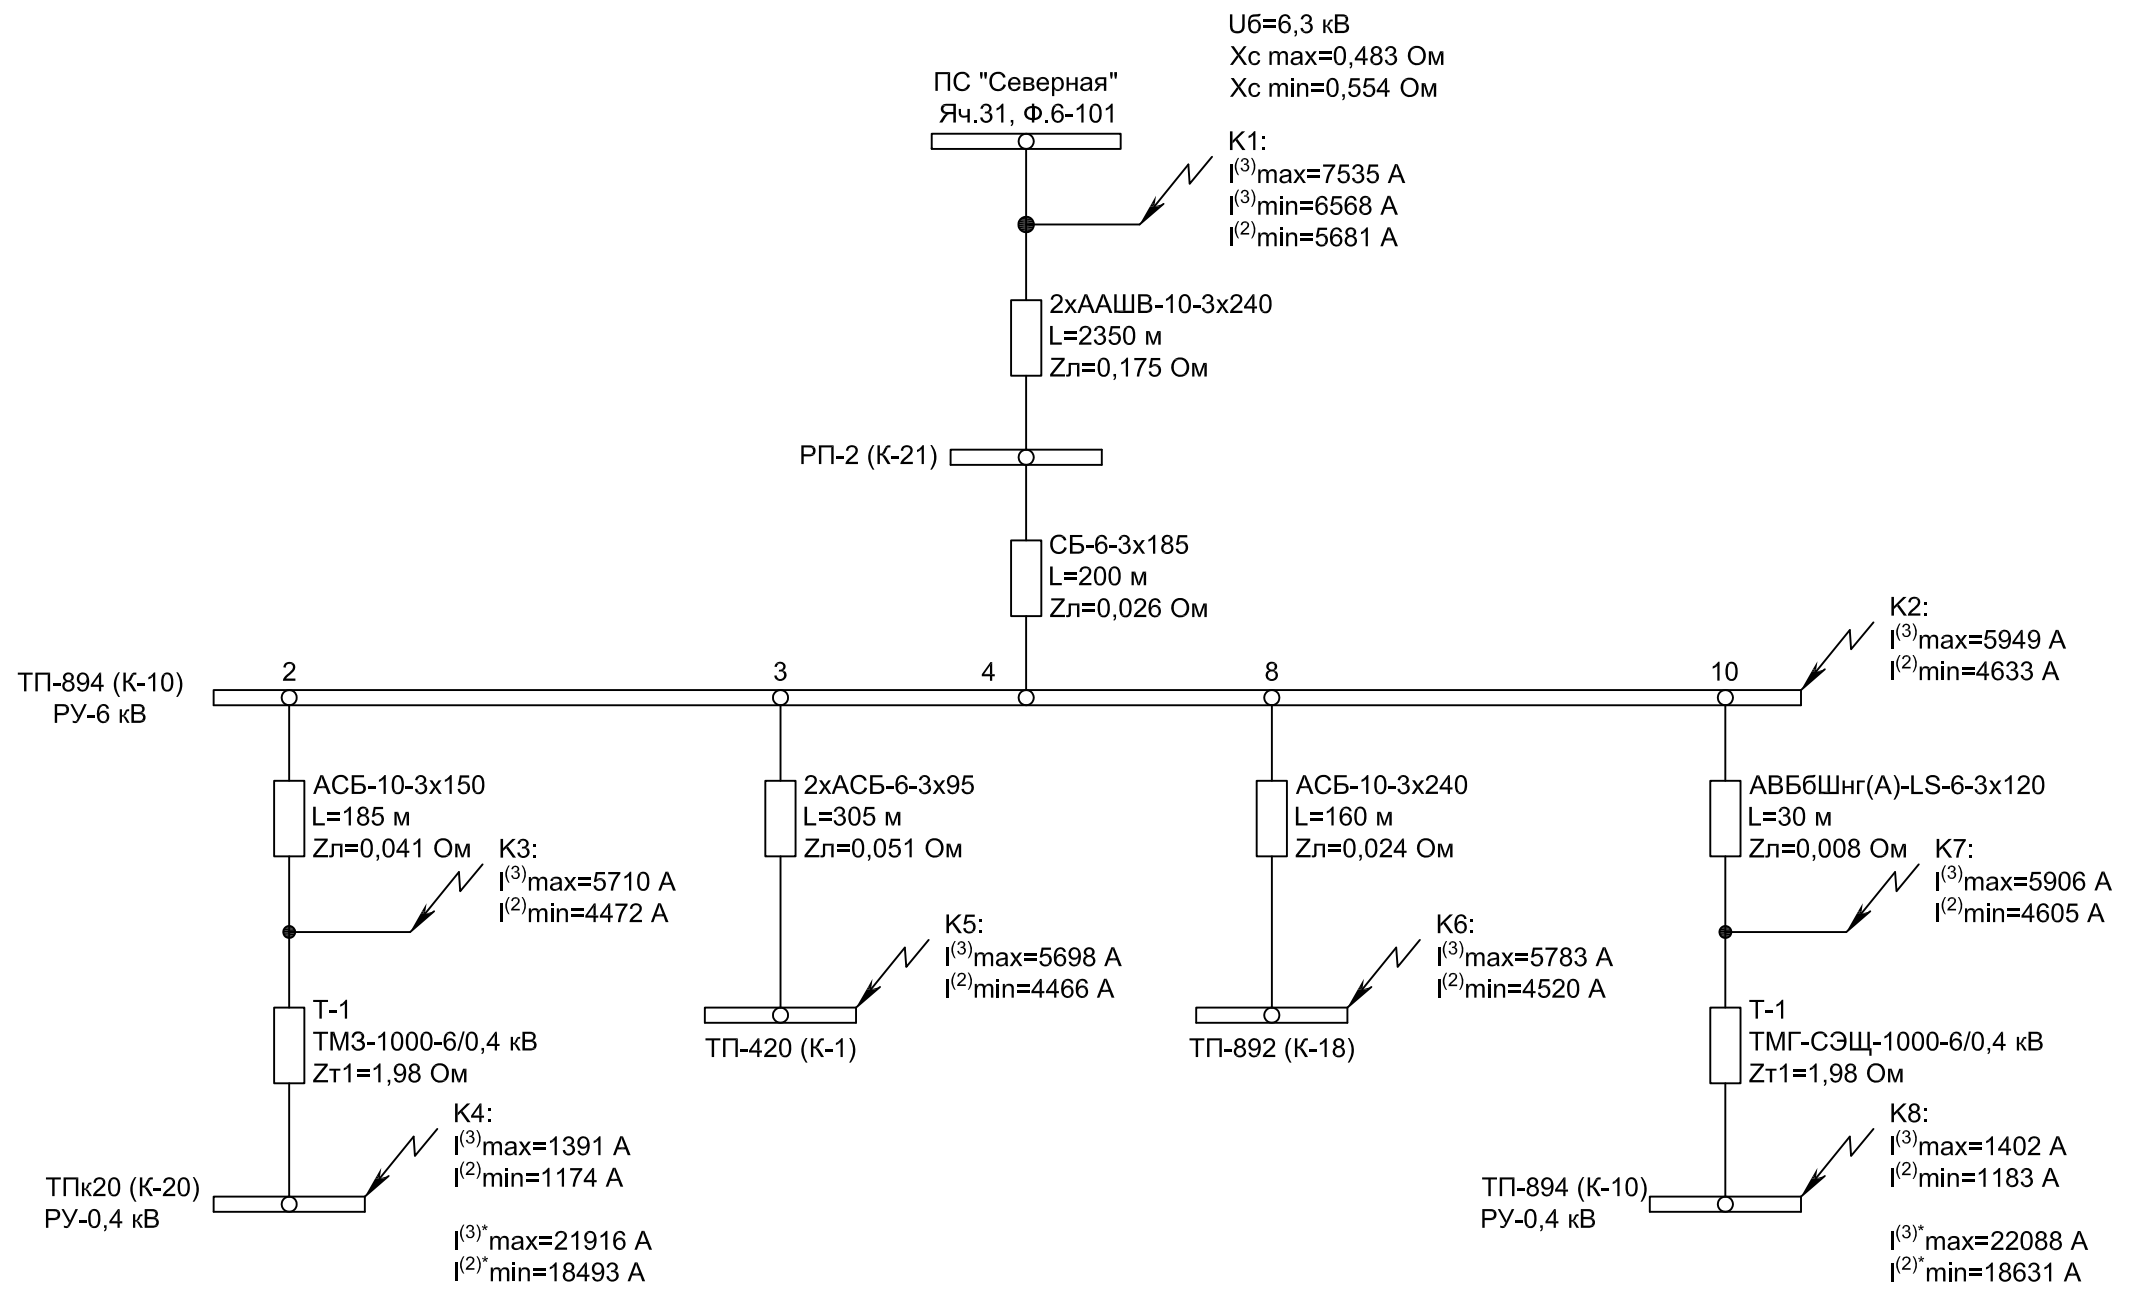 Uб=6,3 кВ
Xc max=0,483 Ом
Xc min=0,554 Ом
ПС "Северная"
Яч.31, Ф.6-101
K1:
I(3)max=7535 А
I(3)min=6568 А
I(2)min=5681 А
2хААШВ-10-3х240
L=2350 м
Zл=0,175 Ом
РП-2 (К-21)
СБ-6-3х185
L=200 м
Zл=0,026 Ом
K2:
I(3)max=5949 А
I(2)min=4633 А
ТП-894 (К-10)
РУ-6 кВ
2
3
4
8
10
АСБ-10-3х150
L=185 м
Zл=0,041 Ом
K3:
I(3)max=5710 А
I(2)min=4472 А
2хАСБ-6-3х95
L=305 м
Zл=0,051 Ом
АСБ-10-3х240
L=160 м
Zл=0,024 Ом
АВБбШнг(А)-LS-6-3х120
L=30 м
Zл=0,008 Ом
K7:
I(3)max=5906 А
I(2)min=4605 А
K5:
I(3)max=5698 А
I(2)min=4466 А
K6:
I(3)max=5783 А
I(2)min=4520 А
Т-1
ТМЗ-1000-6/0,4 кВ
Zт1=1,98 Ом
ТП-420 (К-1)
ТП-892 (К-18)
Т-1
ТМГ-СЭЩ-1000-6/0,4 кВ
Zт1=1,98 Ом
K4:
I(3)max=1391 А
I(2)min=1174 А
ТПк20 (К-20)
РУ-0,4 кВ
I(3)*max=21916 А
I(2)*min=18493 А
K8:
I(3)max=1402 А
I(2)min=1183 А
ТП-894 (К-10)
РУ-0,4 кВ
I(3)*max=22088 А
I(2)*min=18631 А